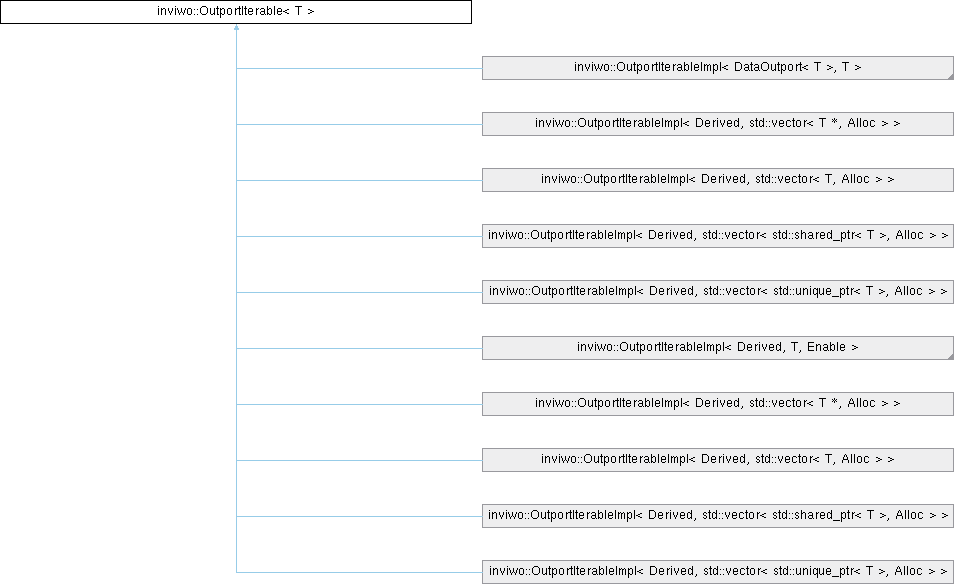 inviwo::OutportIterable< T >
inviwo::OutportIterableImpl< DataOutport< T >, T >
inviwo::OutportIterableImpl< Derived, std::vector< T *, Alloc > >
inviwo::OutportIterableImpl< Derived, std::vector< T, Alloc > >
inviwo::OutportIterableImpl< Derived, std::vector< std::shared_ptr< T >, Alloc > >
inviwo::OutportIterableImpl< Derived, std::vector< std::unique_ptr< T >, Alloc > >
inviwo::OutportIterableImpl< Derived, T, Enable >
inviwo::OutportIterableImpl< Derived, std::vector< T *, Alloc > >
inviwo::OutportIterableImpl< Derived, std::vector< T, Alloc > >
inviwo::OutportIterableImpl< Derived, std::vector< std::shared_ptr< T >, Alloc > >
inviwo::OutportIterableImpl< Derived, std::vector< std::unique_ptr< T >, Alloc > >